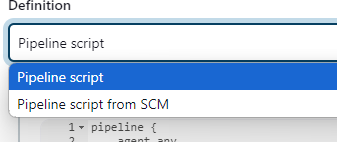 Definition
Pipeline script
Pipeline script
Pipeline script from SCM
1 pipeline {
2 agent any